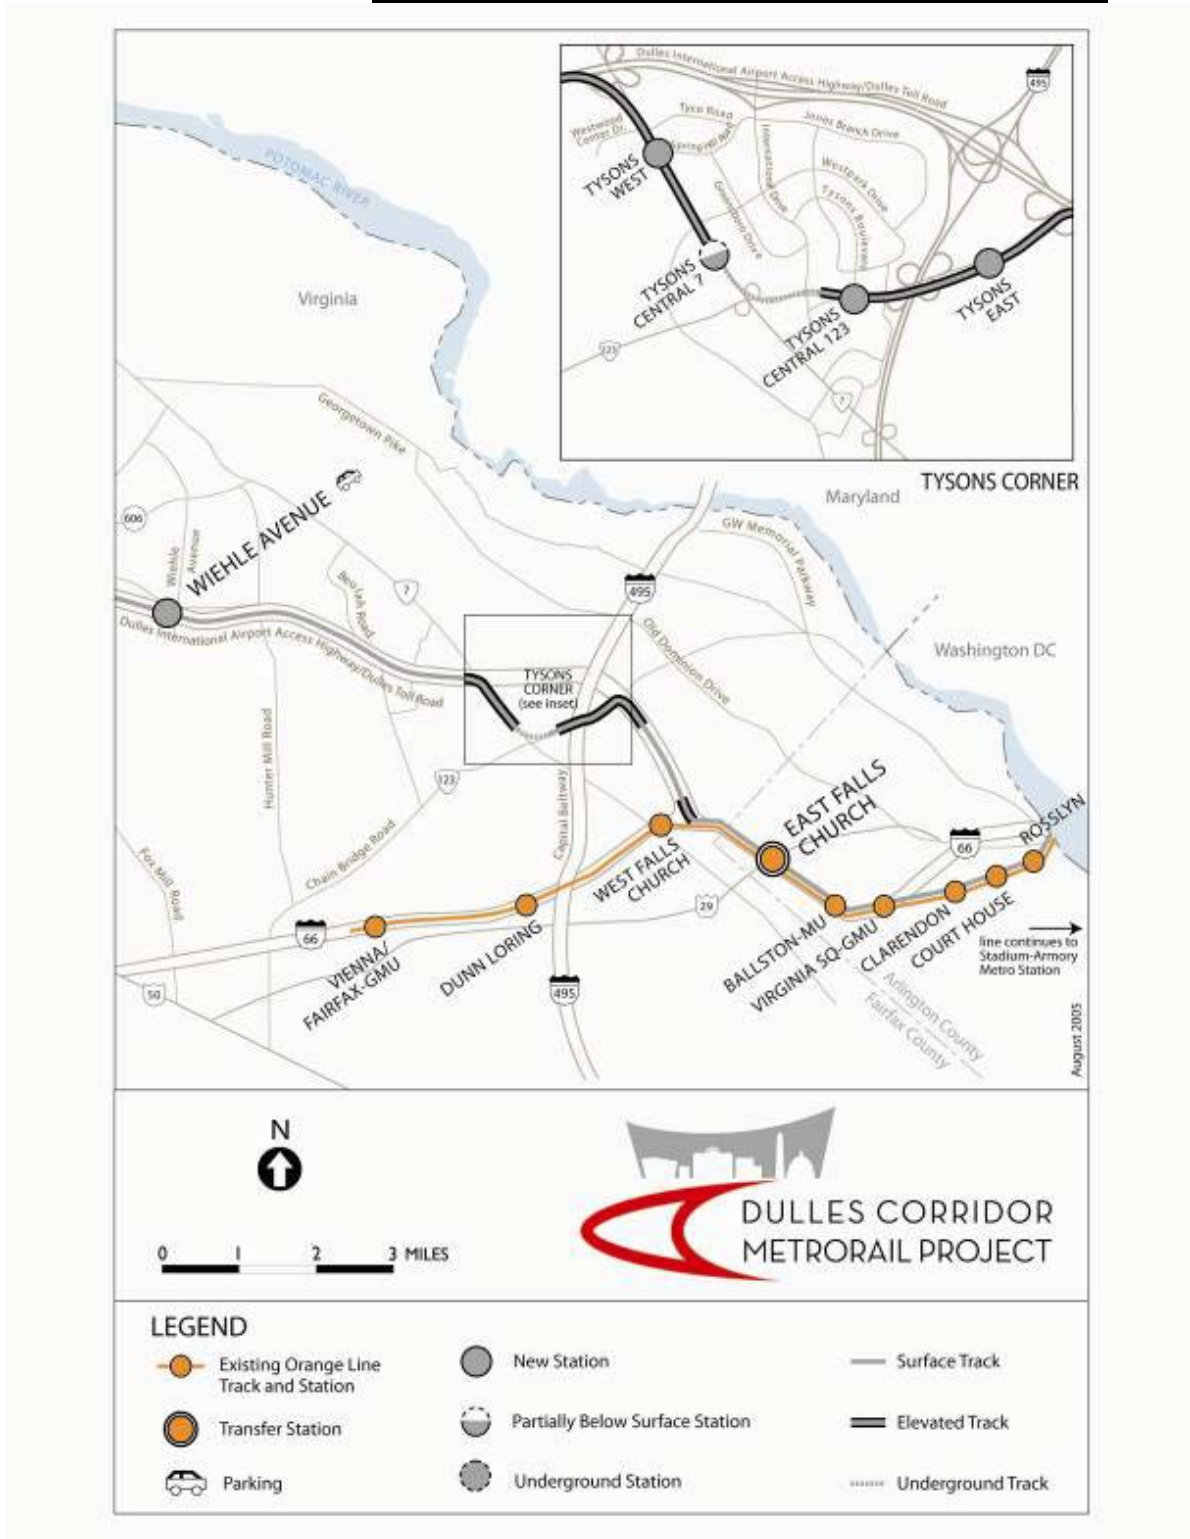 Dulles International Airport Access Highway/Dulles Toll Road
495
Tyco Road
Jones Branch Drive
Westwood
Center Dr.
Spring Hill Road
International Drive
Westpark Drive
Tysons Boulevard
Greensboro Drive
TYSONS
WEST
TYSONS
CENTRAL 7
TYSONS
CENTRAL 123
TYSONS
EAST
123
7
TYSONS CORNER
POTOMAC RIVER
Virginia
Maryland
Georgetown Pike
GW Memorial Parkway
WIEHLE AVENUE
606
Wiehle
Avenue
Beulah Road
7
495
Old Dominion Drive
Washington DC
Dulles International Airport Access Highway/Dulles Toll Road
TYSONS
CORNER
(see inset)
Hunter Mill Road
123
Capital Beltway
Chain Bridge Road
Fox Mill Road
EAST FALLS
CHURCH
WEST FALLS
CHURCH
66
ROSSLYN
29
66
VIENNA/
FAIRFAX-GMU
DUNN LORING
BALLSTON-MU
VIRGINIA SQ-GMU
CLARENDON
COURT HOUSE
line continues to
Stadium-Armory
Metro Station
50
495
Arlington County
Fairfax County
August 2005
N
0 1 2 3 MILES
DULLES CORRIDOR
METRORAIL PROJECT
LEGEND
Existing Orange Line
Track and Station
Transfer Station
Parking
New Station
Partially Below Surface Station
Underground Station
Surface Track
Elevated Track
Underground Track